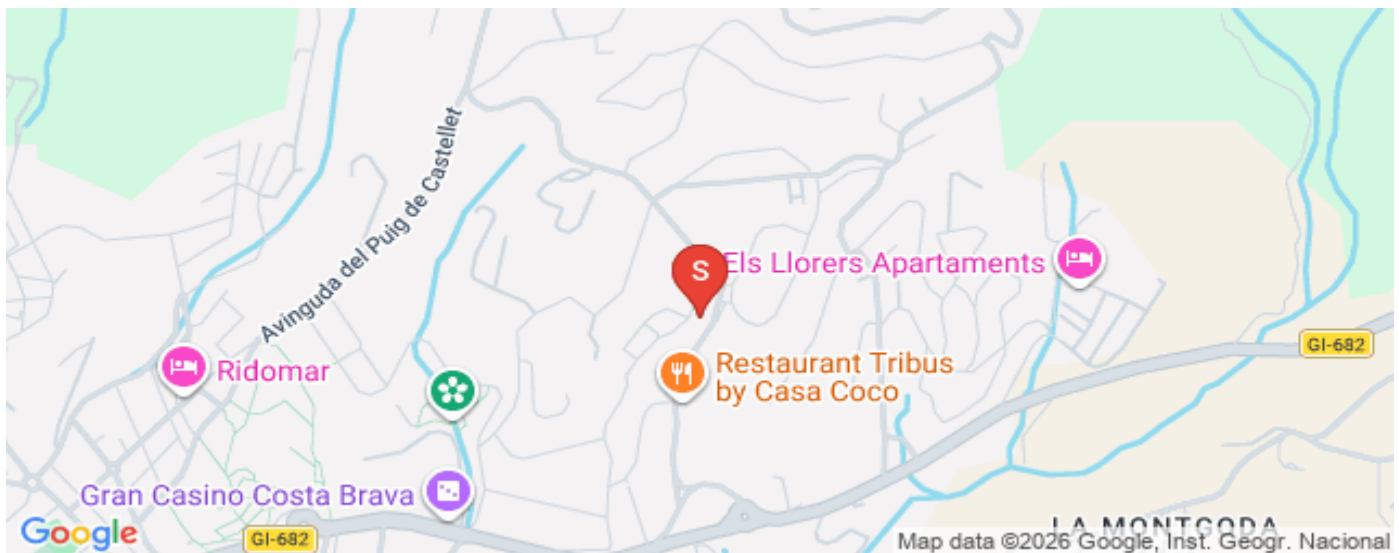 Avinguda del Puig de Castellet
S
Els Llorers Apartaments
GI-682
Ridomar
Restaurant Tribus
by Casa Coco
Gran Casino Costa Brava
Google
GI-682
LA MONTGODA
Map data ©2026 Google, Inst. Geogr. Nacional